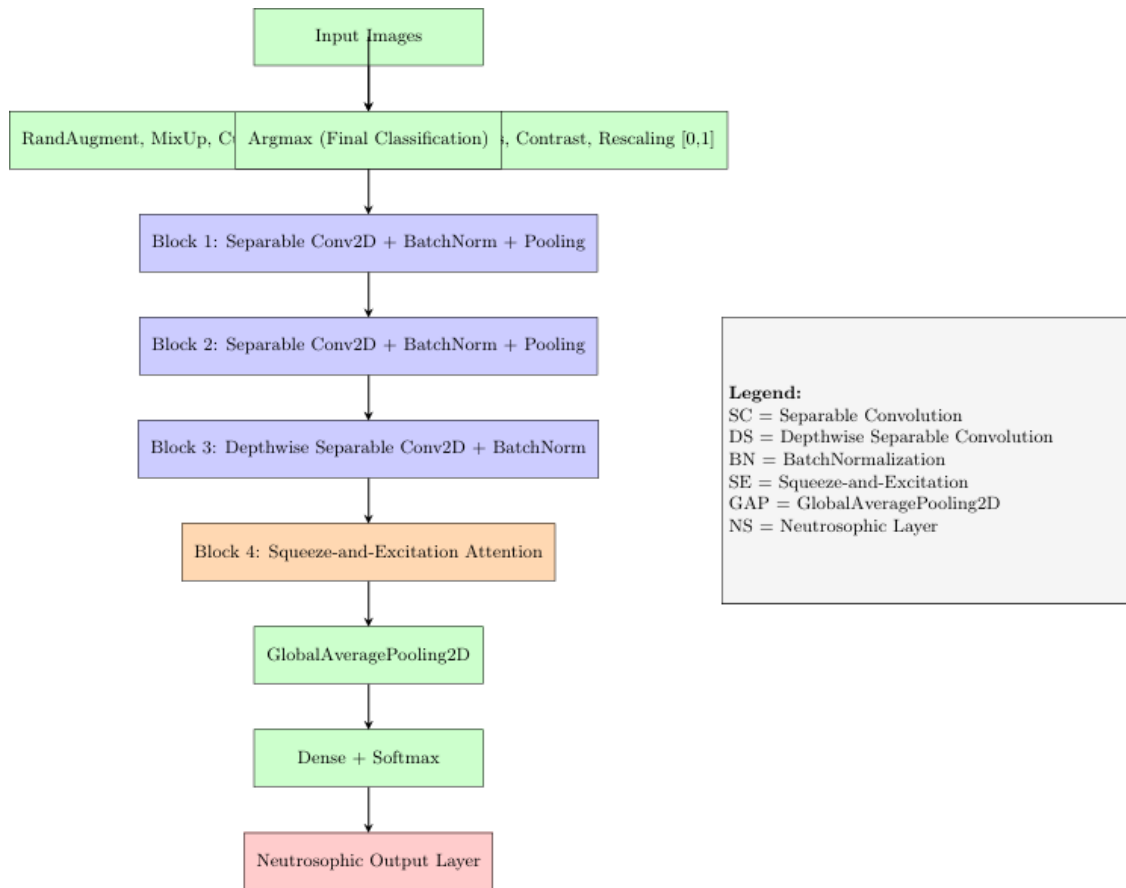 Input Images
RandAugment, MixUp, Argmax (Final Classification) , Contrast, Rescaling [0,1]
Block 1: Separable Conv2D + BatchNorm + Pooling
Block 2: Separable Conv2D + BatchNorm + Pooling
Block 3: Depthwise Separable Conv2D + BatchNorm
Block 4: Squeeze-and-Excitation Attention
GlobalAveragePooling2D
Dense + Softmax
Neutrosophic Output Layer
Legend:
SC = Separable Convolution
DS = Depthwise Separable Convolution
BN = BatchNormalization
SE = Squeeze-and-Excitation
GAP = GlobalAveragePooling2D
NS = Neutrosophic Layer